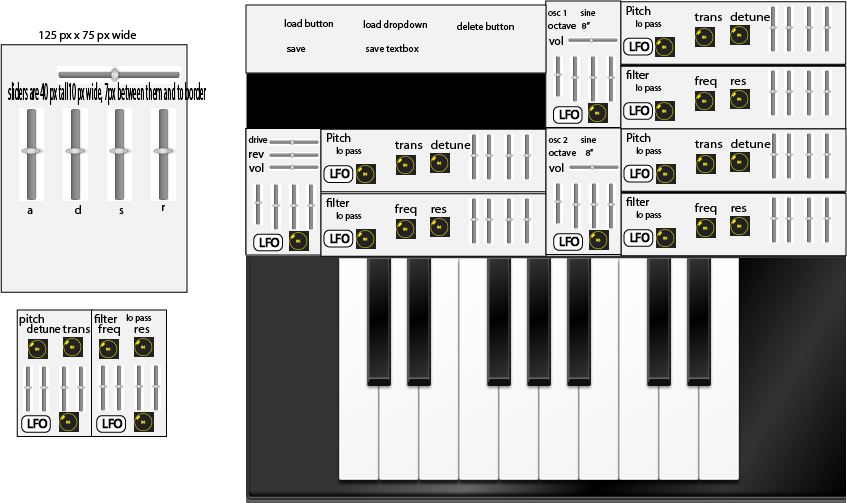 125 px x 75 px wide
sliders are 40 px tall10 px wide, 7px between them and to border
a d s r
pitch
detune trans
LFO
filter lo pass
freq res
LFO
load button load dropdown delete button
save save textbox
osc 1 sine
octave 8"
vol
LFO
Pitch
lo pass
trans detune
LFO
filter
lo pass
freq res
LFO
drive
rev
vol
LFO
Pitch
lo pass
trans detune
LFO
filter
lo pass
freq res
LFO
osc 2 sine
octave 8"
vol
LFO
Pitch
lo pass
trans detune
LFO
filter
lo pass
freq res
LFO